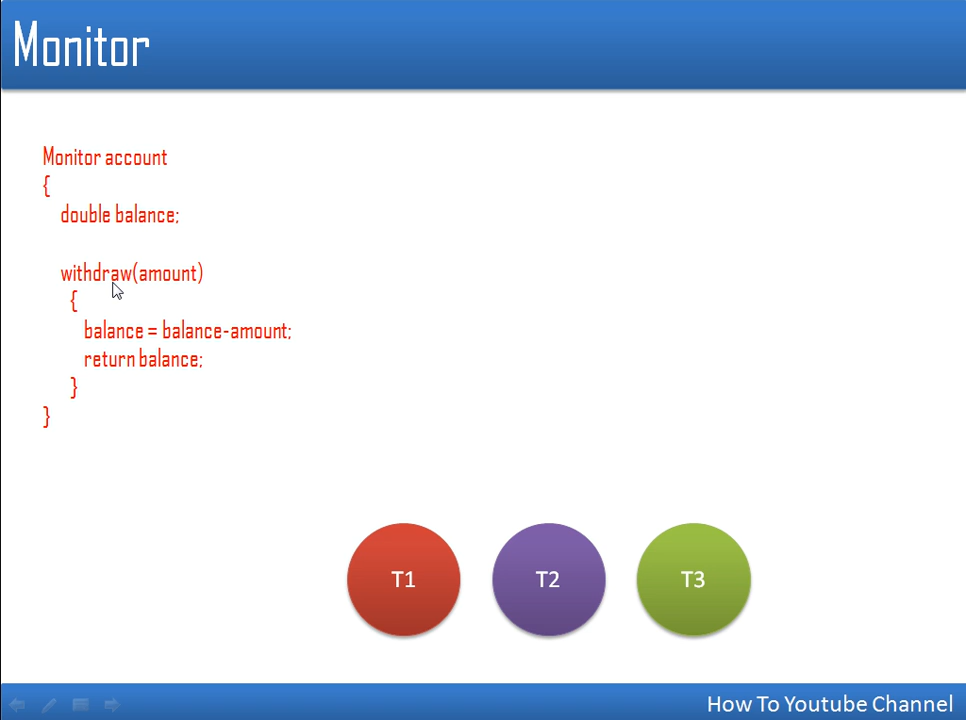 Monitor
Monitor account
{
double balance;
withdraw(amount)
{
balance = balance-amount;
return balance;
}
}
T1
T2
T3
How To Youtube Channel